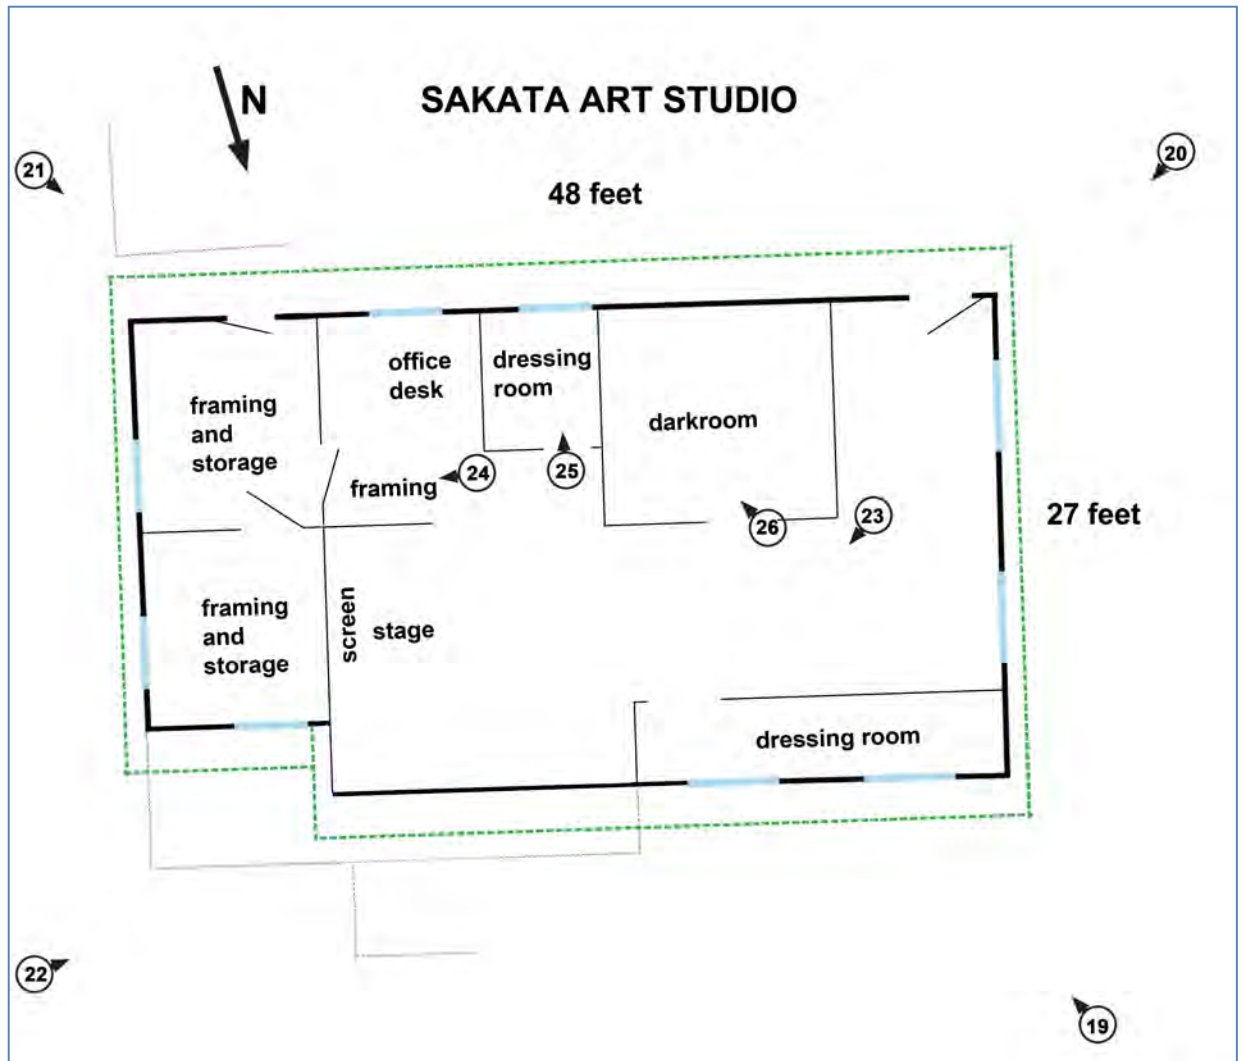 N
SAKATA ART STUDIO
21
20
48 feet
office
desk
dressing
room
framing
and
storage
darkroom
framing
24
25
26
23
27 feet
framing
and
storage
screen
stage
dressing room
22
19